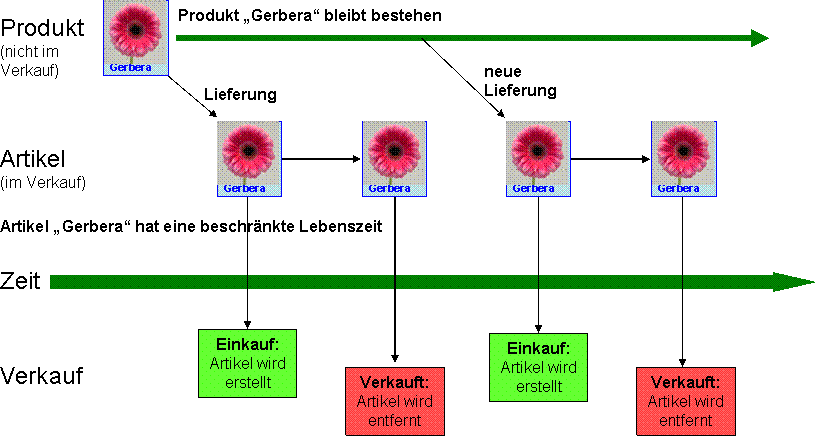 Produkt
(nicht im
Verkauf)
Gerbera
Produkt „Gerbera“ bleibt bestehen
Lieferung
neue
Lieferung
Artikel
(im Verkauf)
Gerbera
Gerbera
Gerbera
Gerbera
Artikel „Gerbera“ hat eine beschränkte Lebenszeit
Zeit
Verkauf
Einkauf:
Artikel wird
erstellt
Verkauft:
Artikel wird
entfernt
Einkauf:
Artikel wird
erstellt
Verkauft:
Artikel wird
entfernt